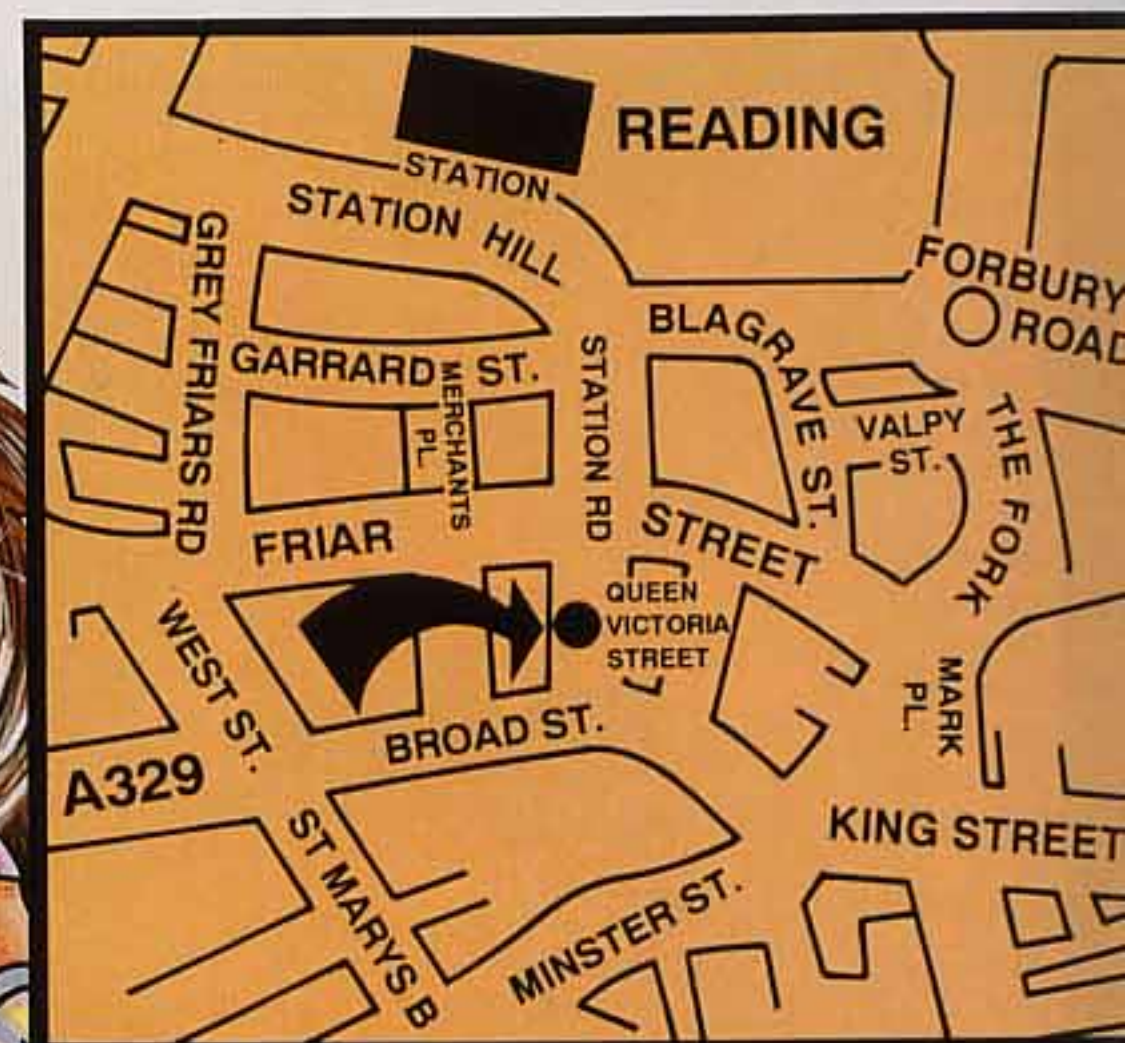 READING
STATION
STATION HILL
FORBURY
ROAD
GREY FRIARS RD
GARRARD ST.
MERCHANTS
PL.
STATION RD
BLAGRAVE ST.
VALPY
ST.
THE FORK
FRIAR STREET
QUEEN
VICTORIA
STREET
WEST ST.
BROAD ST.
MARK
PL.
A329
KING STREET
ST MARYS B
MINSTER ST.